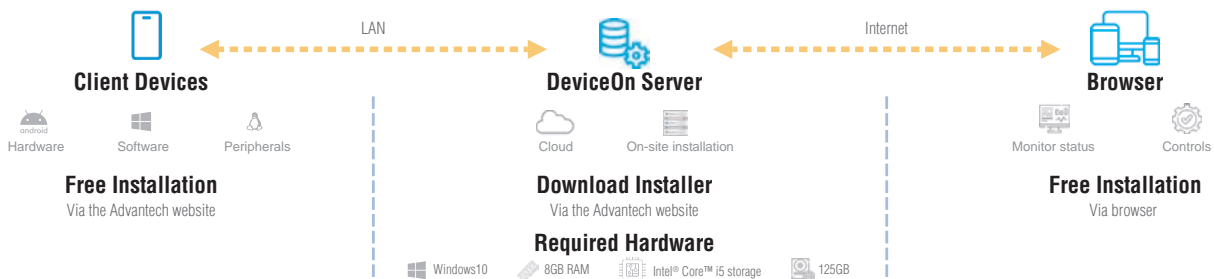 LAN
Internet
Client Devices
DeviceOn Server
Browser
android
Hardware
Software
Peripherals
Cloud
On-site installation
Monitor status
Controls
Free Installation
Via the Advantech website
Download Installer
Via the Advantech website
Free Installation
Via browser
Required Hardware
Windows10
8GB RAM
Intel® Core™ i5 storage
125GB